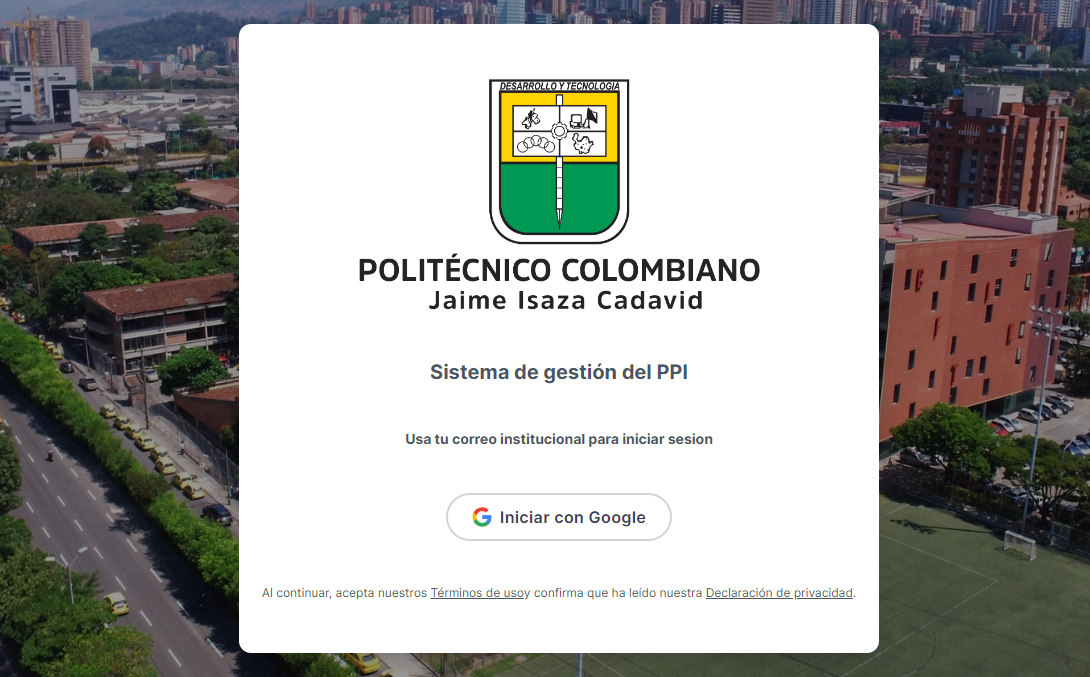 DESARROLLO Y TECNOLOGIA
POLITÉCNICO COLOMBIANO
Jaime Isaza Cadavid
Sistema de gestión del PPI
Usa tu correo institucional para iniciar sesion
Iniciar con Google
Al continuar, acepta nuestros Términos de usoy confirma que ha leído nuestra Declaración de privacidad.